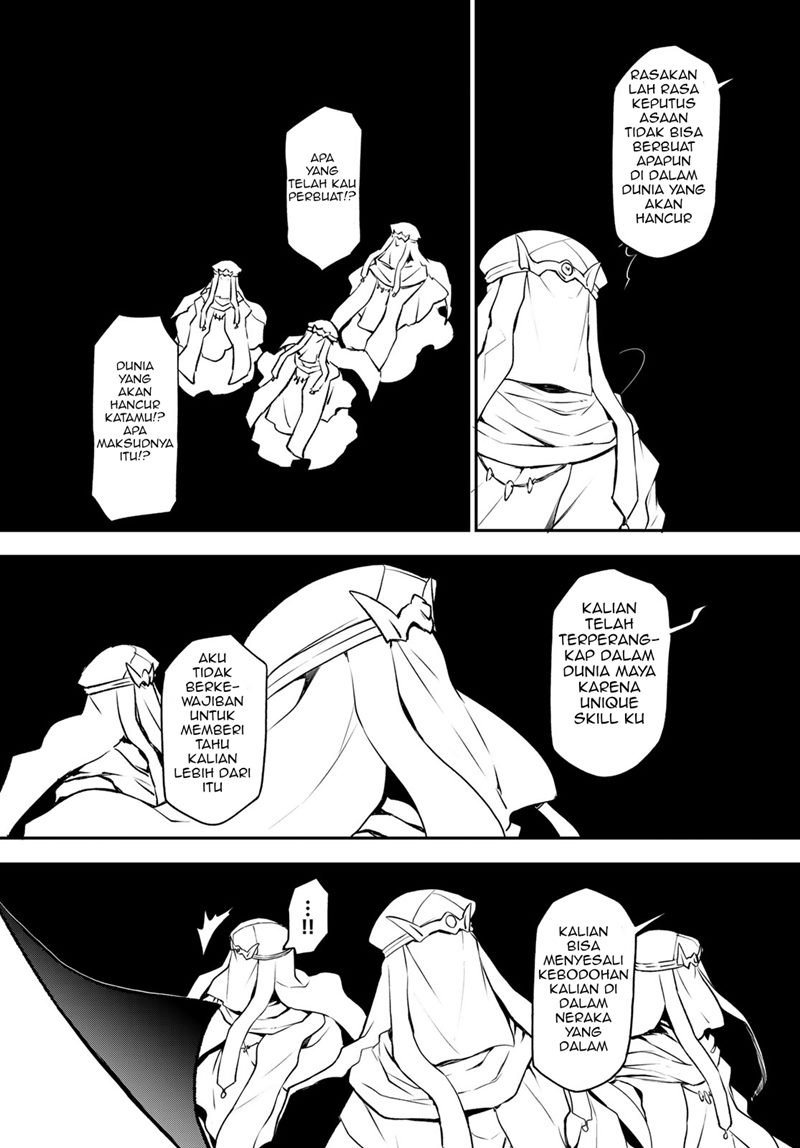 RASAKAN
LAH RASA
KEPUTUS
ASAAN
TIDAK BISA
BERBUAT
APAPUN
DI DALAM
DUNIA YANG
AKAN
HANCUR
APA
YANG
TELAH KAU
PERBUAT!?
DUNIA
YANG
AKAN
HANCUR
KATAMU!?
APA
MAKSUDNYA
ITU!?
KALIAN
TELAH
TERPERANG-
KAP DALAM
DUNIA MAYA
KARENA
UNIQUE
SKILL KU
AKU
TIDAK
BERKE-
WAJIBAN
UNTUK
MEMBERI
TAHU
KALIAN
LEBIH DARI
ITU
KALIAN
BISA
MENYESALI
KEBODOHAN
KALIAN DI
DALAM
NERAKA
YANG
DALAM
...!!